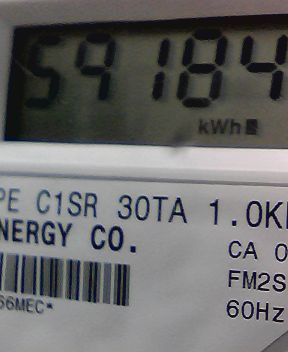 59184
kWh
PE C1SR 30TA 1.0K
NERGY CO.
CA 0
FM2S
60Hz
66MEC*